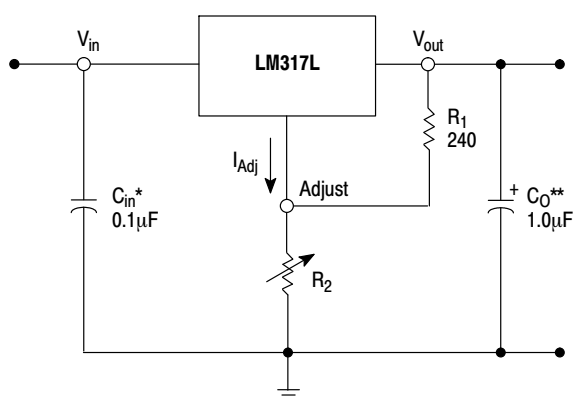 Vin
LM317L
Vout
R1
240
IAdj
Adjust
Cin*
0.1μF
+
CO**
1.0μF
R2